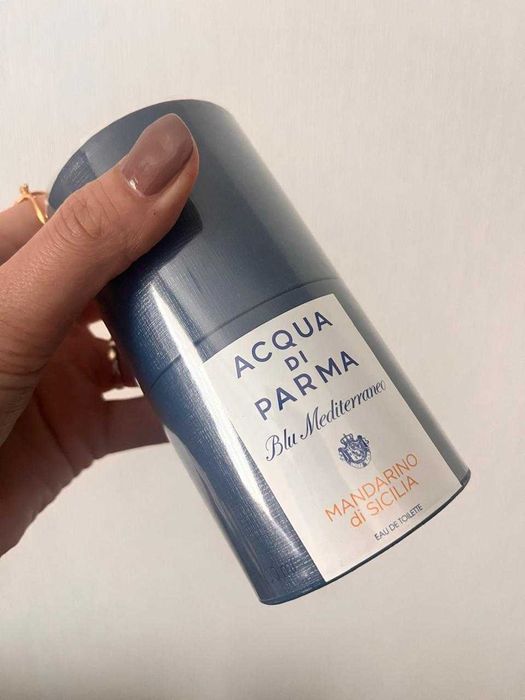 ACQUA
DI
PARMA
Blu Mediterraneo
MANDARINO
di SICILIA
EAU DE TOILETTE